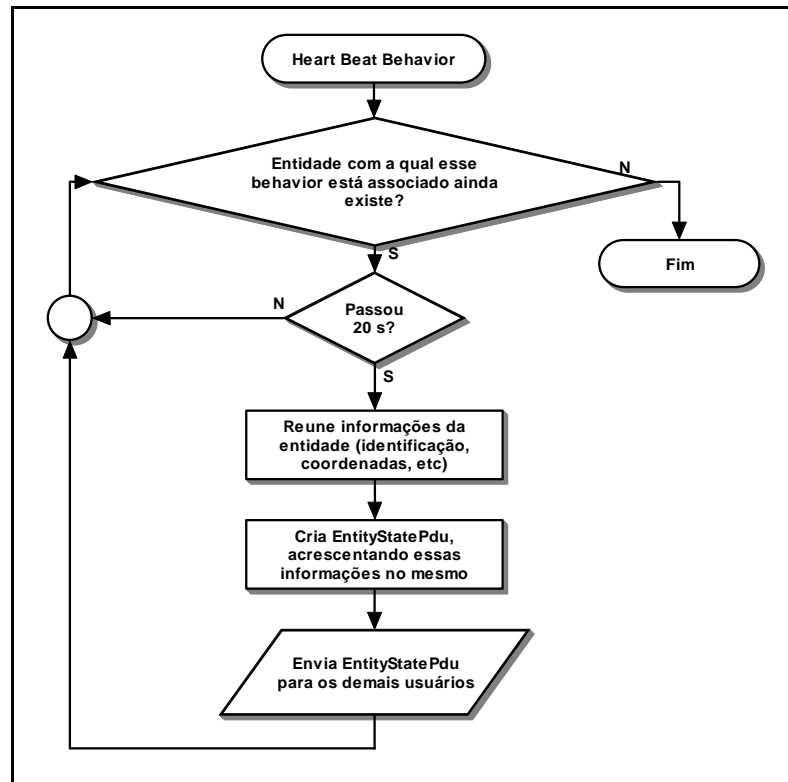 Heart Beat Behavior
Entidade com a qual esse
behavior está associado ainda
existe?
N
S
Fim
Passou
20 s?
N
S
Reune informações da
entidade (identificação,
coordenadas, etc)
Cria EntityStatePdu,
acrescentando essas
informações no mesmo
Envia EntityStatePdu
para os demais usuários